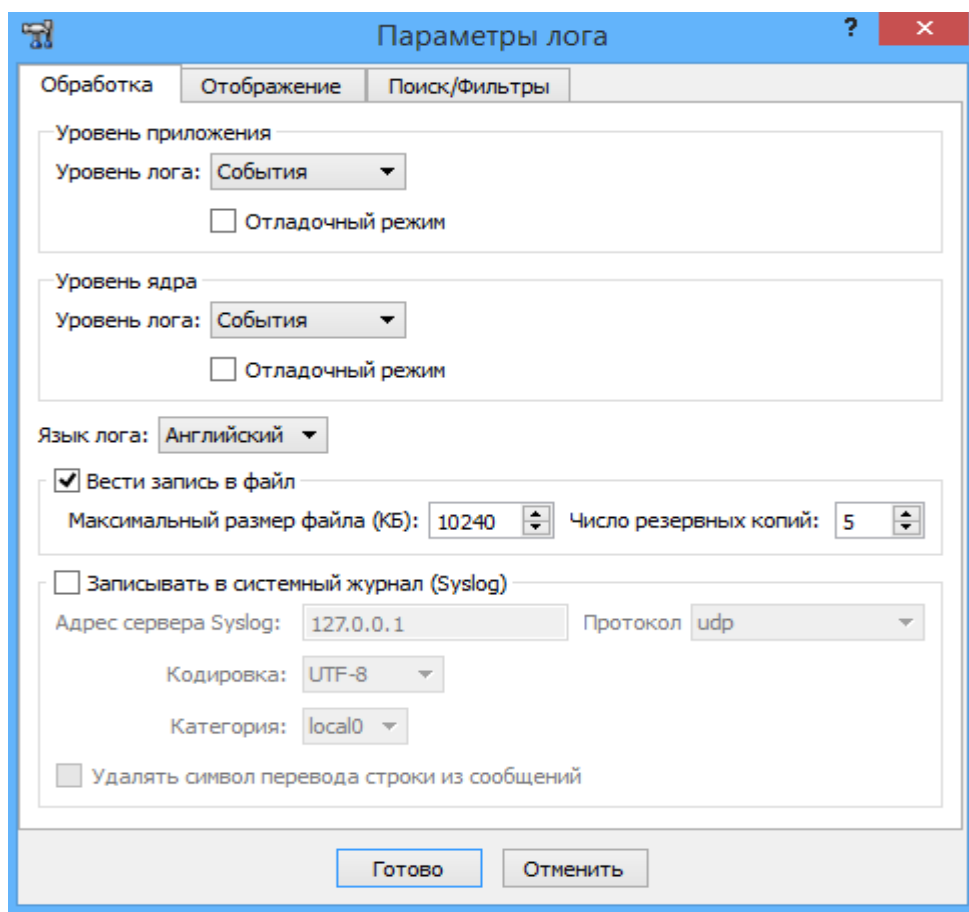 Параметры лога ? ×
Обработка Отображение Поиск/Фильтры
Уровень приложения
Уровень лога: События
Отладочный режим
Уровень ядра
Уровень лога: События
Отладочный режим
Язык лога: Английский
Вести запись в файл
Максимальный размер файла (КБ): 10240 Число резервных копий: 5
Записывать в системный журнал (Syslog)
Адрес сервера Syslog: 127.0.0.1 Протокол udp
Кодировка: UTF-8
Категория: local0
Удалять символ перевода строки из сообщений
Готово Отменить